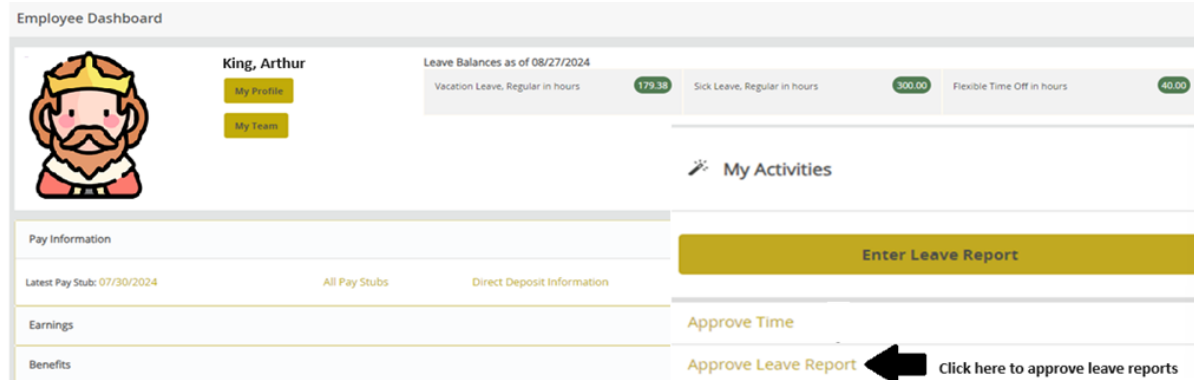 Employee Dashboard
King, Arthur
My Profile
My Team
Leave Balances as of 08/27/2024
Vacation Leave, Regular in hours 179.38
Sick Leave, Regular in hours 300.00
Flexible Time Off in hours 40.00
My Activities
Enter Leave Report
Approve Time
Approve Leave Report
Click here to approve leave reports
Pay Information
Latest Pay Stub: 07/30/2024
All Pay Stubs
Direct Deposit Information
Earnings
Benefits